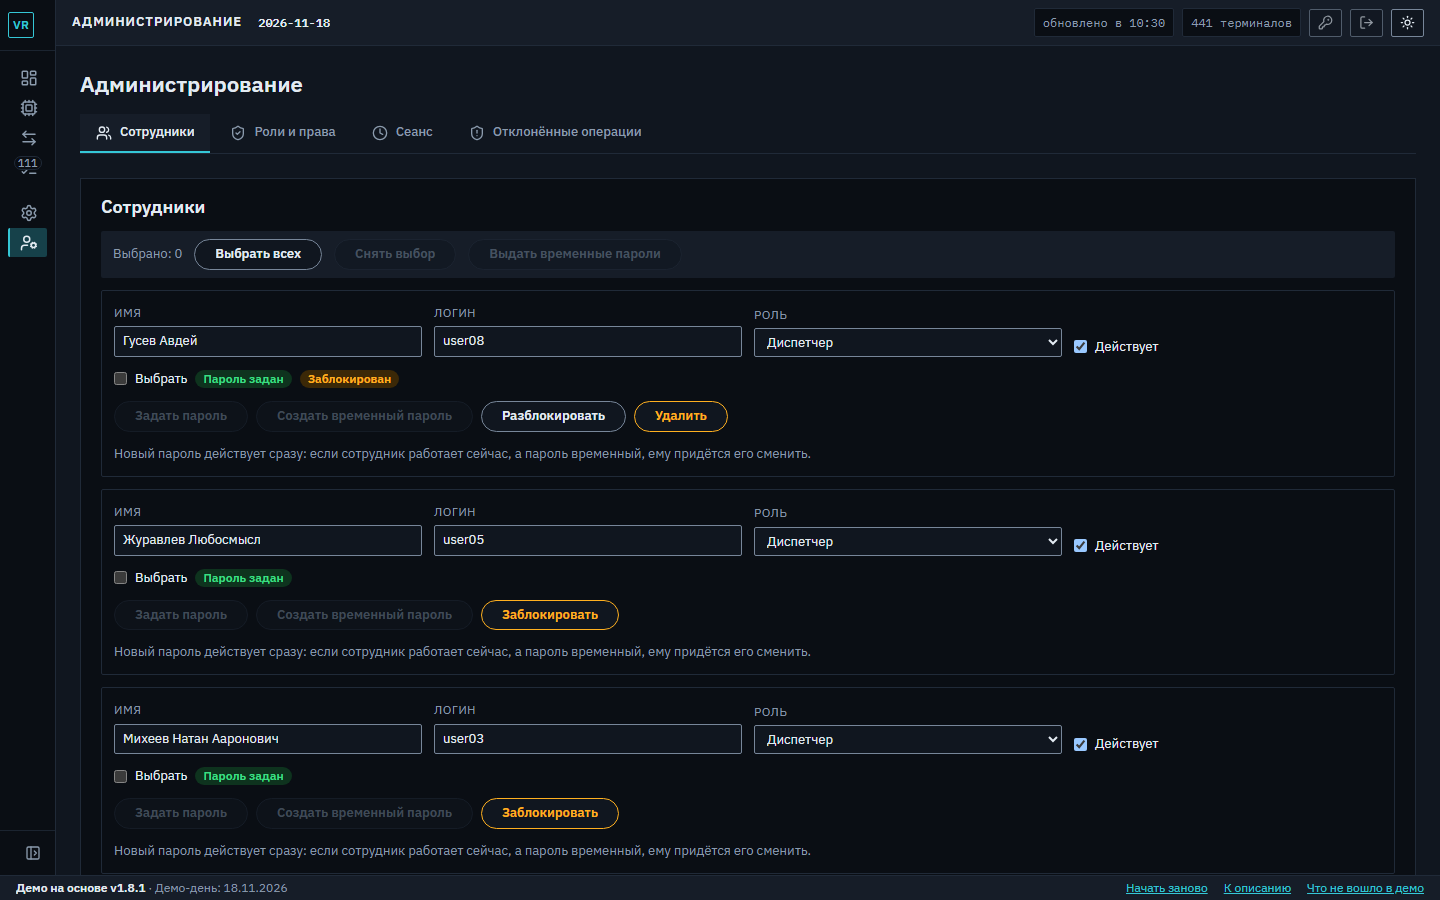 VR
АДМИНИСТРИРОВАНИЕ 2026-11-18
обновлено в 10:30
441 терминалов
111
Администрирование
Сотрудники
Роли и права
Сеанс
Отклонённые операции
Сотрудники
Выбрано: 0
Выбрать всех
Снять выбор
Выдать временные пароли
ИМЯ
ЛОГИН
РОЛЬ
Гусев Авдей
user08
Диспетчер
Действует
Выбрать
Пароль задан
Заблокирован
Задать пароль
Создать временный пароль
Разблокировать
Удалить
Новый пароль действует сразу: если сотрудник работает сейчас, а пароль временный, ему придётся его сменить.
ИМЯ
ЛОГИН
РОЛЬ
Журавлев Любосмысл
user05
Диспетчер
Действует
Выбрать
Пароль задан
Задать пароль
Создать временный пароль
Заблокировать
Новый пароль действует сразу: если сотрудник работает сейчас, а пароль временный, ему придётся его сменить.
ИМЯ
ЛОГИН
РОЛЬ
Михеев Натан Ааронович
user03
Диспетчер
Действует
Выбрать
Пароль задан
Задать пароль
Создать временный пароль
Заблокировать
Новый пароль действует сразу: если сотрудник работает сейчас, а пароль временный, ему придётся его сменить.
Демо на основе v1.8.1 · Демо-день: 18.11.2026
Начать заново
К описанию
Что не вошло в демо